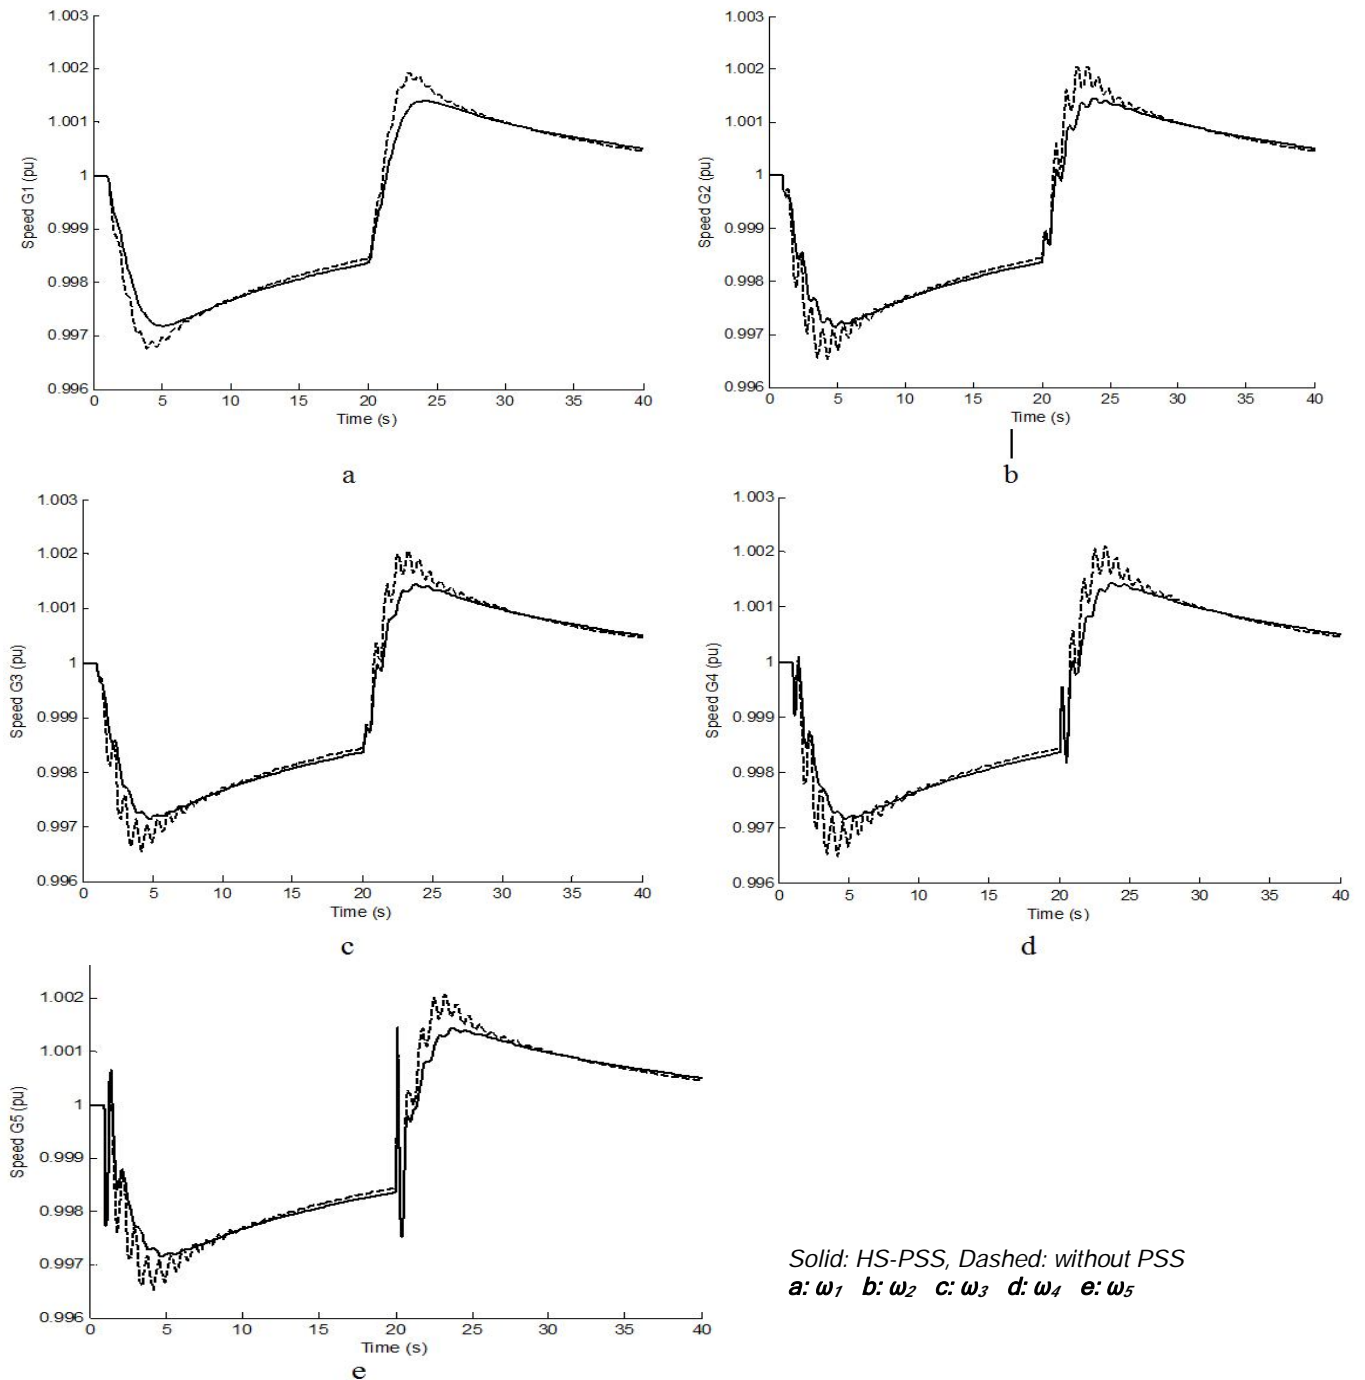 1.003
1.002
1.001
1
0.999
0.998
0.997
0.996
Speed G1 (pu)
0 5 10 15 20 25 30 35 40
Time (s)
a
1.003
1.002
1.001
1
0.999
0.998
0.997
0.996
Speed G2 (pu)
0 5 10 15 20 25 30 35 40
Time (s)
b
1.003
1.002
1.001
1
0.999
0.998
0.997
0.996
Speed G3 (pu)
0 5 10 15 20 25 30 35 40
Time (s)
c
1.003
1.002
1.001
1
0.999
0.998
0.997
0.996
Speed G4 (pu)
0 5 10 15 20 25 30 35 40
Time (s)
d
1.002
1.001
1
0.999
0.998
0.997
0.996
Speed G5 (pu)
0 5 10 15 20 25 30 35 40
Time (s)
e
Solid: HS-PSS, Dashed: without PSS
a: ω1 b: ω2 c: ω3 d: ω4 e: ω5